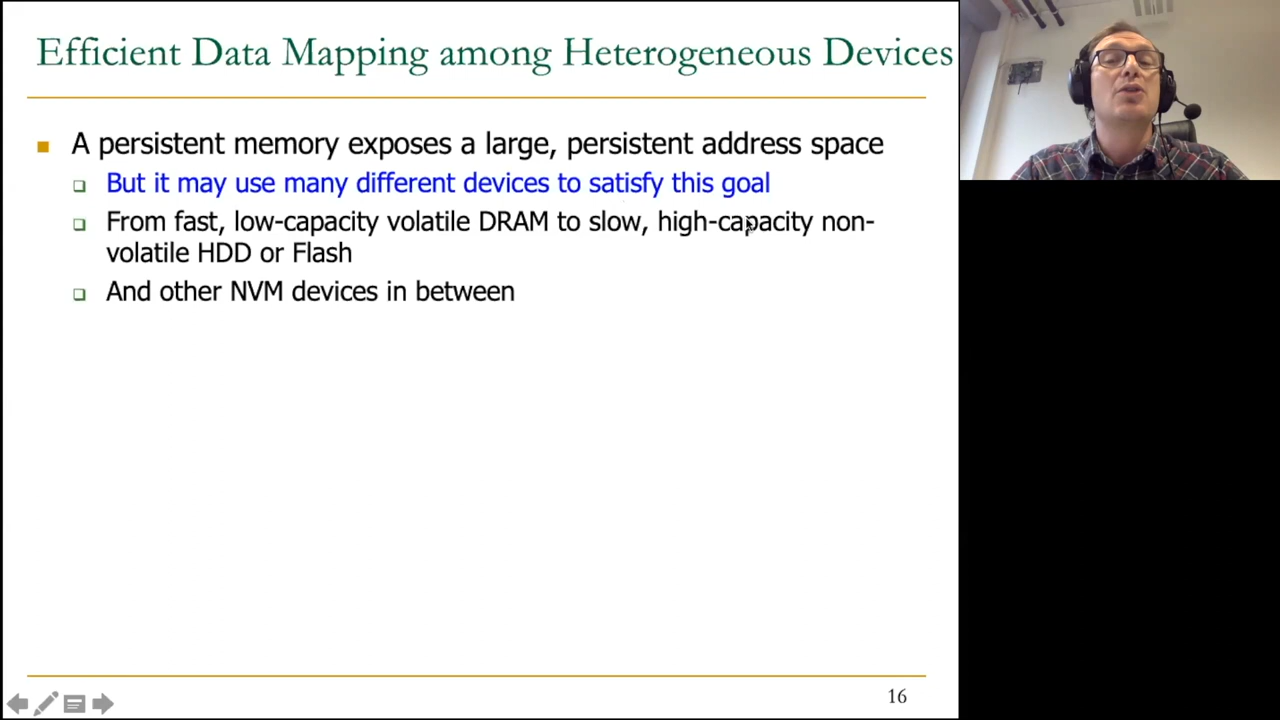 Efficient Data Mapping among Heterogeneous Devices
A persistent memory exposes a large, persistent address space
But it may use many different devices to satisfy this goal
From fast, low-capacity volatile DRAM to slow, high-capacity non-
volatile HDD or Flash
And other NVM devices in between
16